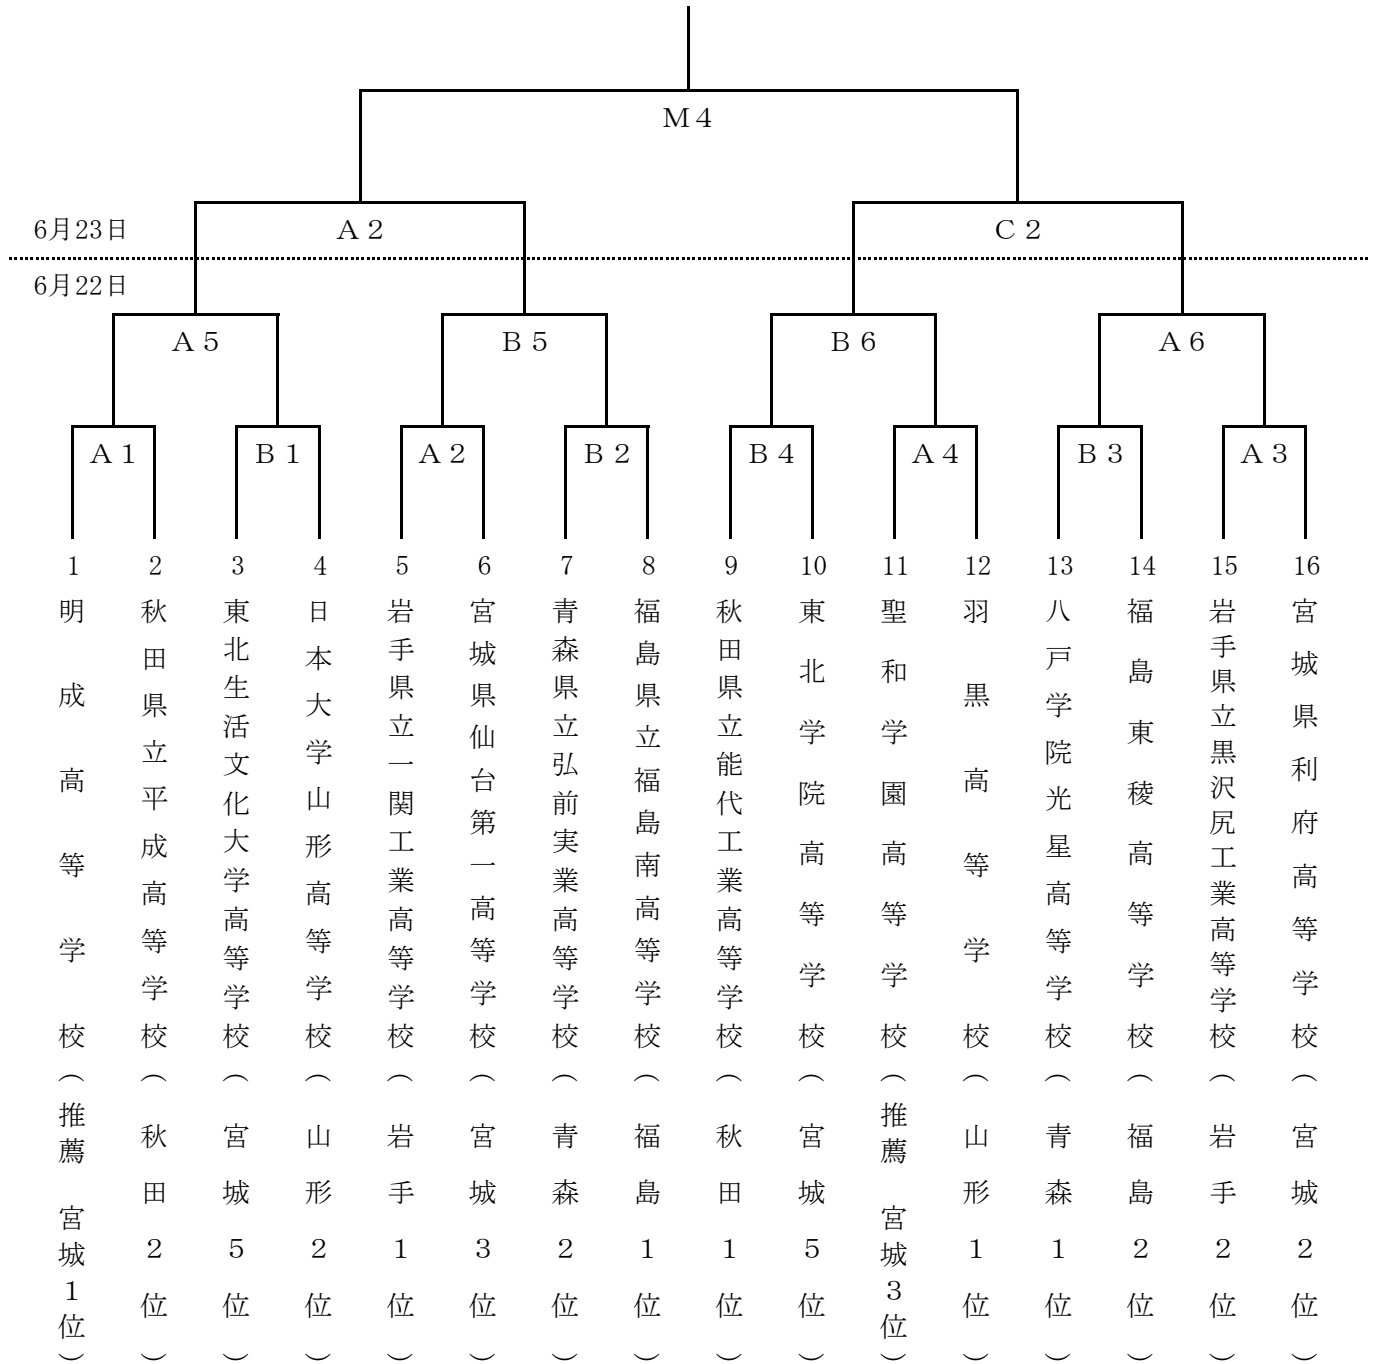 M4
6月23日
A2
C2
6月22日
A5
B5
B6
A6
A1
B1
A2
B2
B4
A4
B3
A3
1
明成高等学校（推薦 宮城1位）
2
秋田県立平成高等学校（秋田2位）
3
東北生活文化大学高等学校（宮城5位）
4
日本大学山形高等学校（山形2位）
5
岩手県立一関工業高等学校（岩手1位）
6
宮城県仙台第一高等学校（宮城3位）
7
青森県立弘前実業高等学校（青森2位）
8
福島県立福島南高等学校（福島1位）
9
秋田県立能代工業高等学校（秋田1位）
10
東北学院高等学校（宮城5位）
11
聖和学園高等学校（推薦 宮城3位）
12
羽黒高等学校（山形1位）
13
八戸学院光星高等学校（青森1位）
14
福島東稜高等学校（福島2位）
15
岩手県立黒沢尻工業高等学校（岩手2位）
16
宮城県利府高等学校（宮城2位）